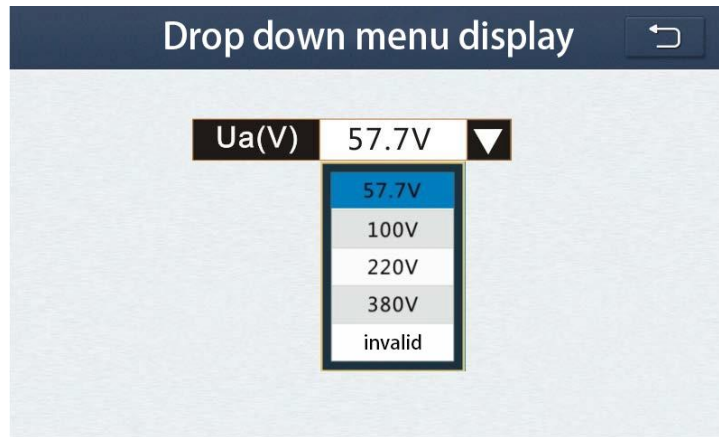 Drop down menu display
Ua(V) 57.7V
57.7V
100V
220V
380V
invalid